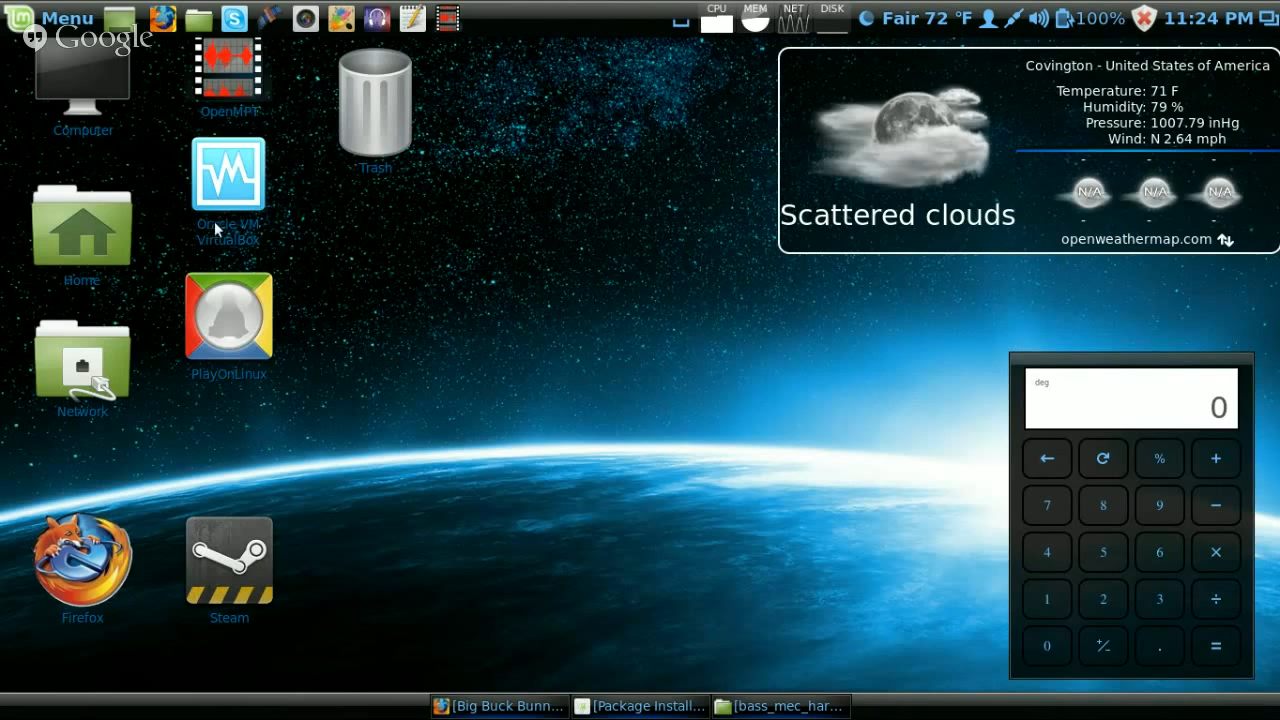 Menu
CPU
MEM
NET
DISK
Fair 72 °F
100%
11:24 PM
Google
Computer
OpenMPT
Trash
Oracle VM
VirtualBox
Home
PlayOnLinux
Network
Firefox
Steam
Covington - United States of America
Temperature: 71 F
Humidity: 79 %
Pressure: 1007.79 inHg
Wind: N 2.64 mph
-
-
-
N/A
N/A
N/A
-
-
-
Scattered clouds
openweathermap.com
deg
0
← %  +
7 8 9 −
4 5 6 ×
1 2 3 ÷
0 +⁄− . =
[Big Buck Bunn...
[Package Install...
[bass_mec_har...